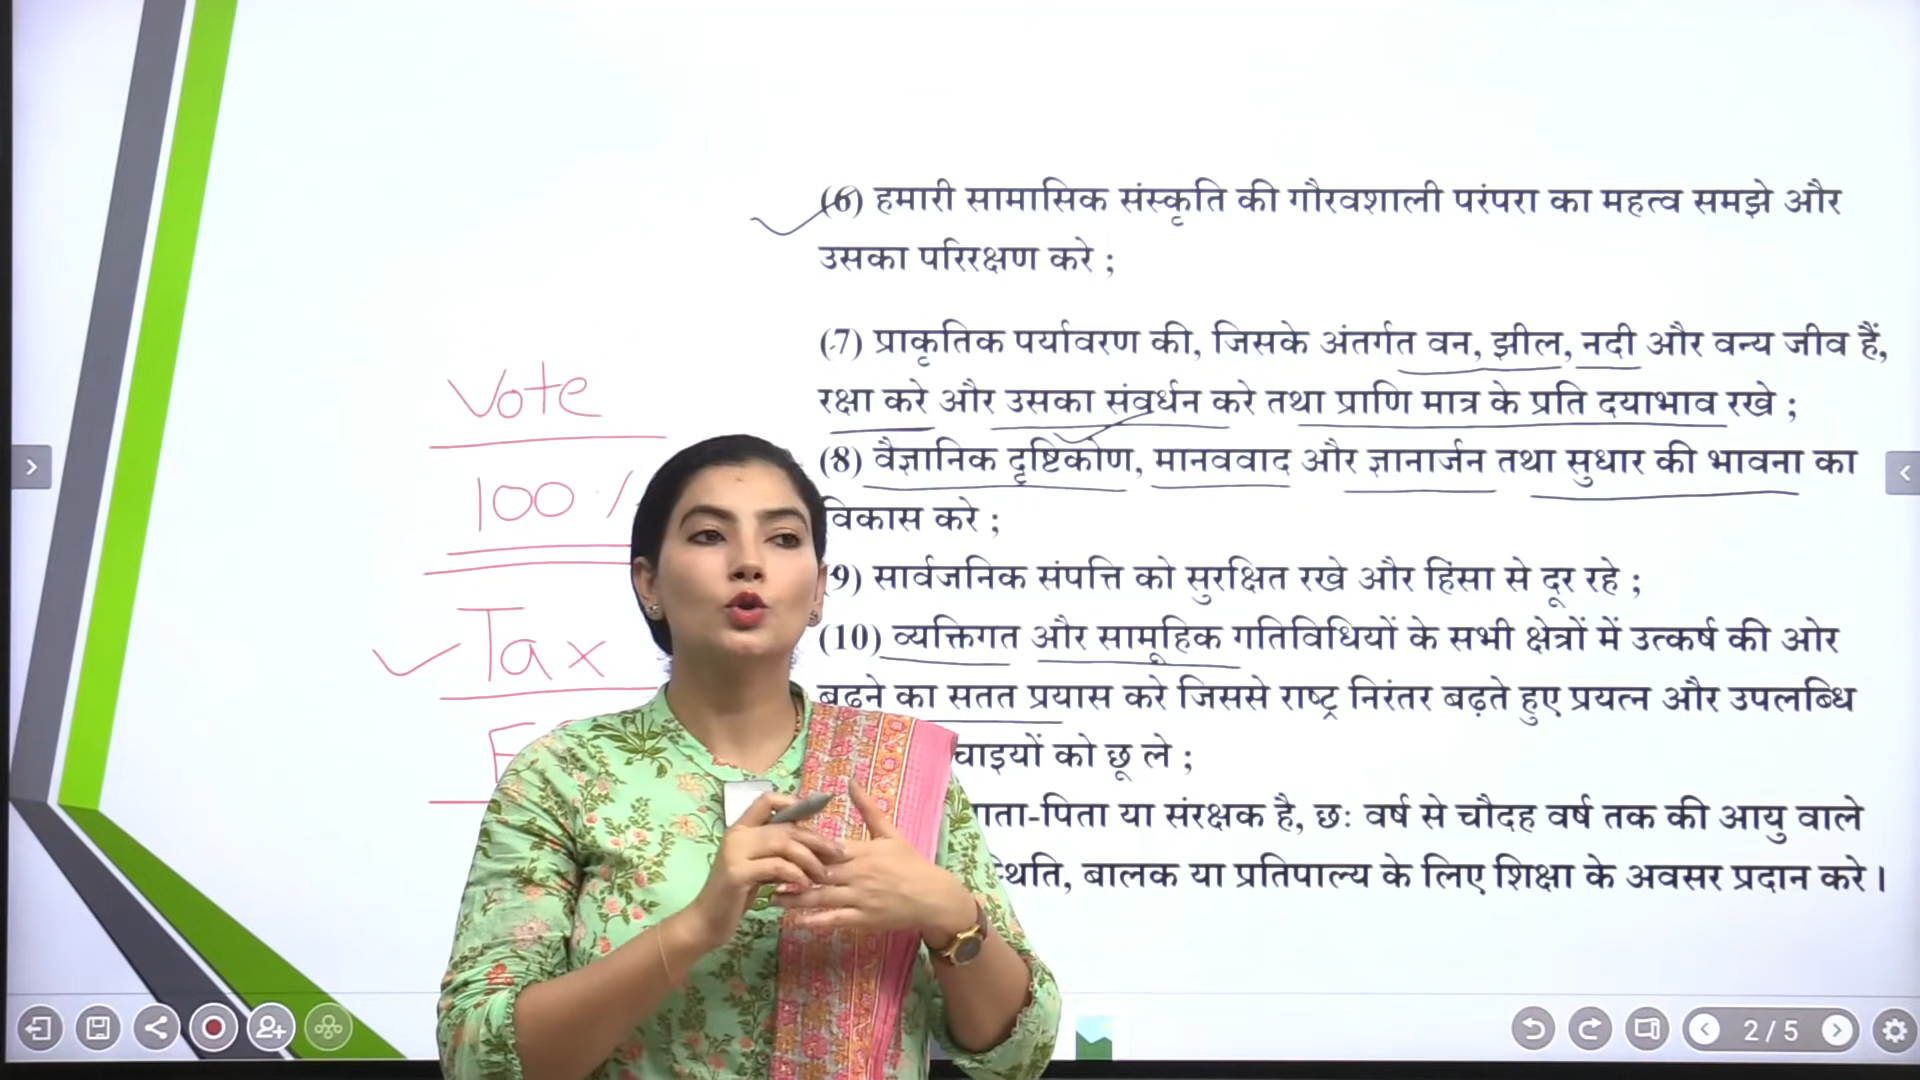 (6) हमारी सामासिक संस्कृति की गौरवशाली परंपरा का महत्व समझे और
उसका परिरक्षण करे ;
(7) प्राकृतिक पर्यावरण की, जिसके अंतर्गत वन, झील, नदी और वन्य जीव हैं,
रक्षा करे और उसका संवर्धन करे तथा प्राणि मात्र के प्रति दयाभाव रखे ;
(8) वैज्ञानिक दृष्टिकोण, मानववाद और ज्ञानार्जन तथा सुधार की भावना का
विकास करे ;
(9) सार्वजनिक संपत्ति को सुरक्षित रखे और हिंसा से दूर रहे ;
(10) व्यक्तिगत और सामूहिक गतिविधियों के सभी क्षेत्रों में उत्कर्ष की ओर
बढ़ने का सतत प्रयास करे जिससे राष्ट्र निरंतर बढ़ते हुए प्रयत्न और उपलब्धि
को छू ले ;
या संरक्षक है, छः वर्ष से चौदह वर्ष तक की आयु वाले
बालक या प्रतिपाल्य के लिए शिक्षा के अवसर प्रदान करे।
Vote
100
Tax
2/5